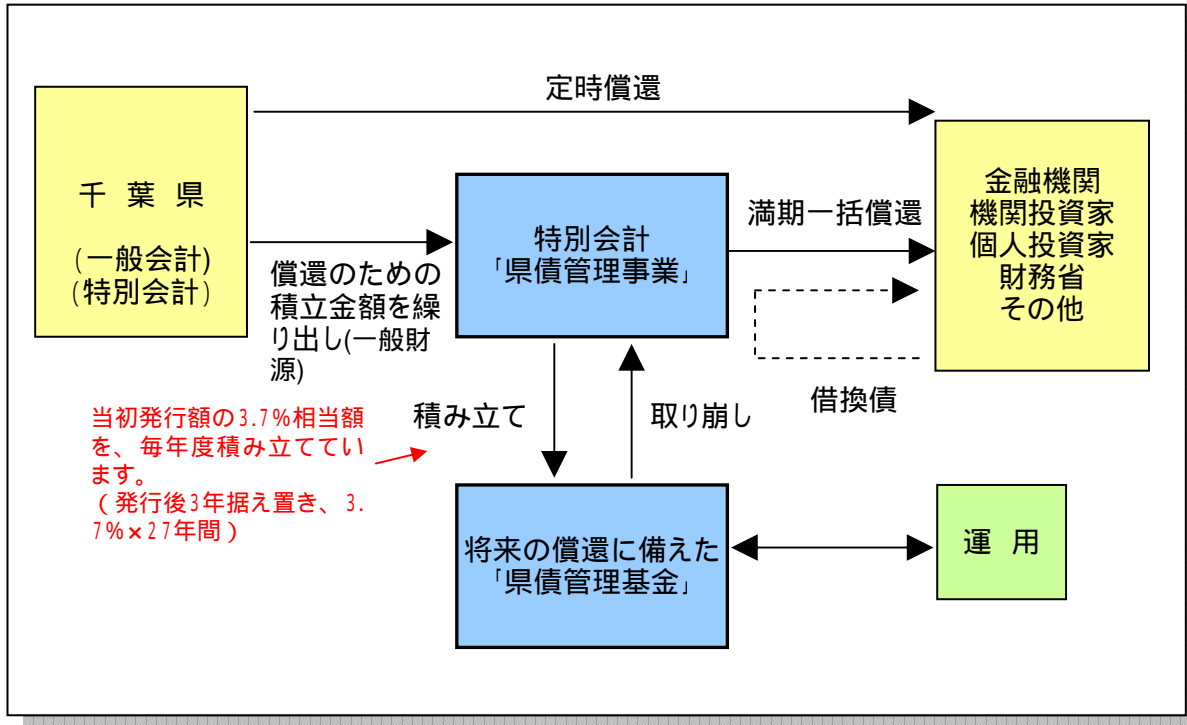 定時償還
千 葉 県
(一般会計)
(特別会計)
償還のための
積立金額を繰
り出し(一般財
源)
特別会計
「県債管理事業」
満期一括償還
金融機関
機関投資家
個人投資家
財務省
その他
借換債
当初発行額の3.7%相当額
を、毎年度積み立ててい
ます。
(発行後3年据え置き、3.
7%×27年間)
積み立て
取り崩し
将来の償還に備えた
「県債管理基金」
運 用